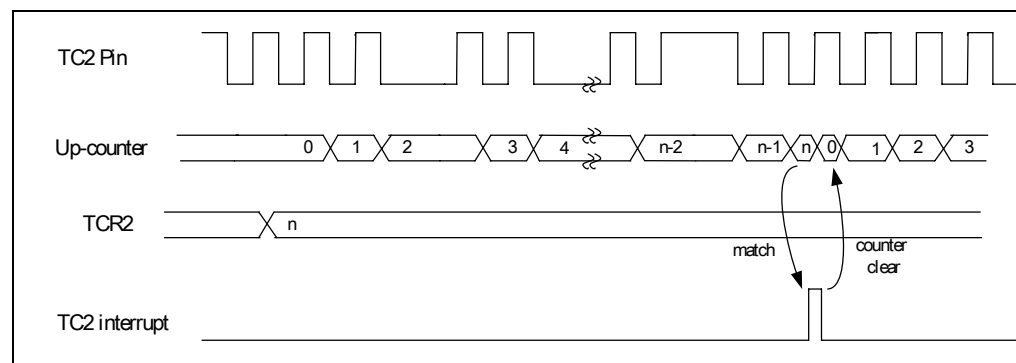 TC2 Pin
Up-counter 0 1 2 3 4 n-2 n-1 n 0 1 2 3
TCR2 n
match counter clear
TC2 interrupt